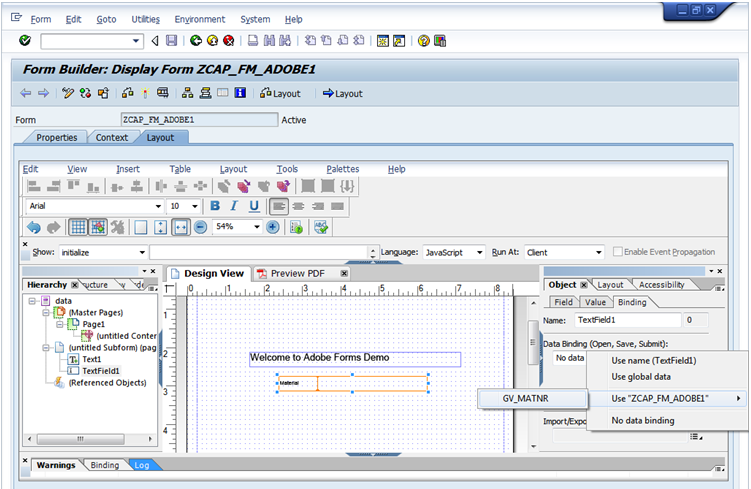 Form Edit Goto Utilities Environment System Help
Form Builder: Display Form ZCAP_FM_ADOBE1
Layout Layout
Form ZCAP_FM_ADOBE1 Active
Properties Context Layout
Edit View Insert Table Layout Tools Palettes Help
Arial 10 B I U
54%
Show: initialize Language: JavaScript Run At: Client Enable Event Propagation
Hierarchy
Design View Preview PDF
Object Layout Accessibility
data
(Master Pages)
Page1
(untitled Conter
(untitled Subform) (pag
Text1
TextField1
(Referenced Objects)
0 1 2 3 4 5 6 7 8
1
2
3
4
Welcome to Adobe Forms Demo
Material
Field Value Binding
Name: TextField1 0
Data Binding (Open, Save, Submit):
No data
Use name (TextField1)
Use global data
GV_MATNR Use "ZCAP_FM_ADOBE1"
No data binding
Import/Expo
Warnings Binding Log